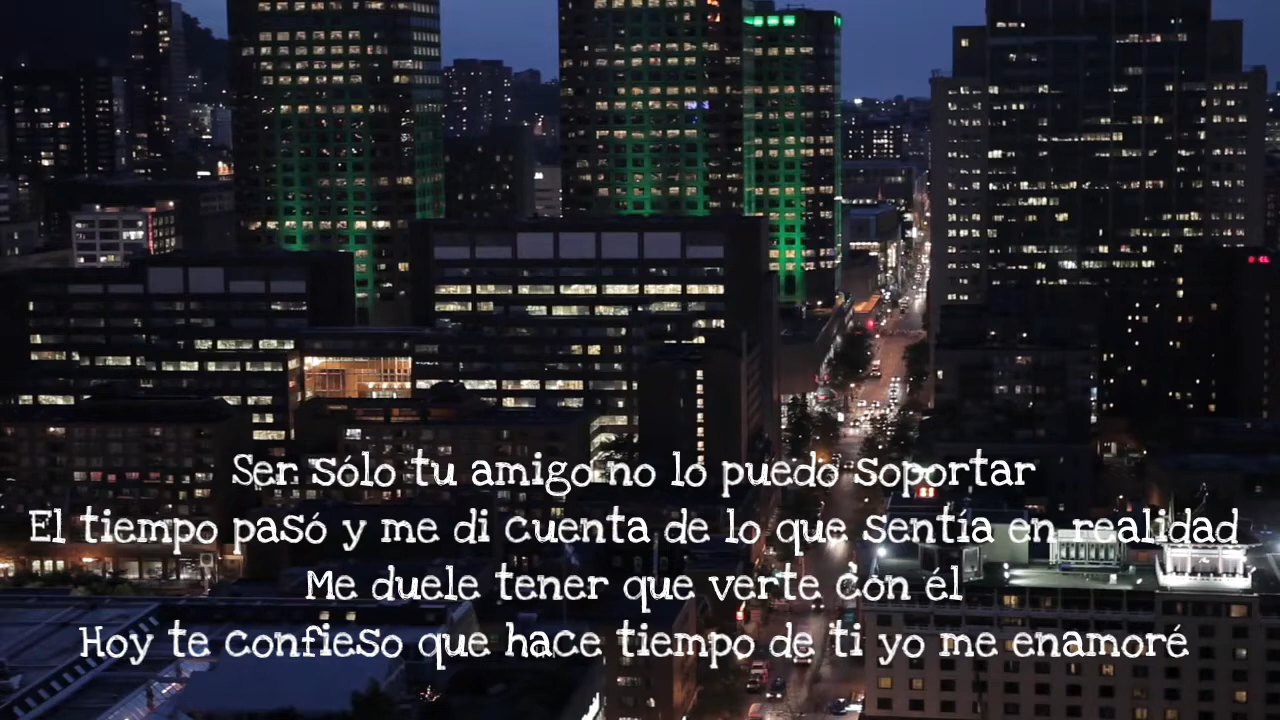 Ser sólo tu amigo no lo puedo soportar
El tiempo pasó y me di cuenta de lo que sentía en realidad
Me duele tener que verte con él
Hoy te confieso que hace tiempo de ti yo me enamoré